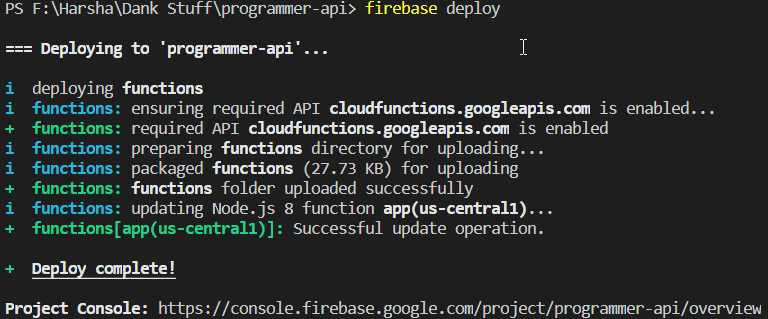 PS F:\Harsha\Dank Stuff\programmer-api> firebase deploy
=== Deploying to 'programmer-api'...
i deploying functions
i functions: ensuring required API cloudfunctions.googleapis.com is enabled...
+ functions: required API cloudfunctions.googleapis.com is enabled
i functions: preparing functions directory for uploading...
i functions: packaged functions (27.73 KB) for uploading
+ functions: functions folder uploaded successfully
i functions: updating Node.js 8 function app(us-central1)...
+ functions[app(us-central1)]: Successful update operation.
+ Deploy complete!
Project Console: https://console.firebase.google.com/project/programmer-api/overview